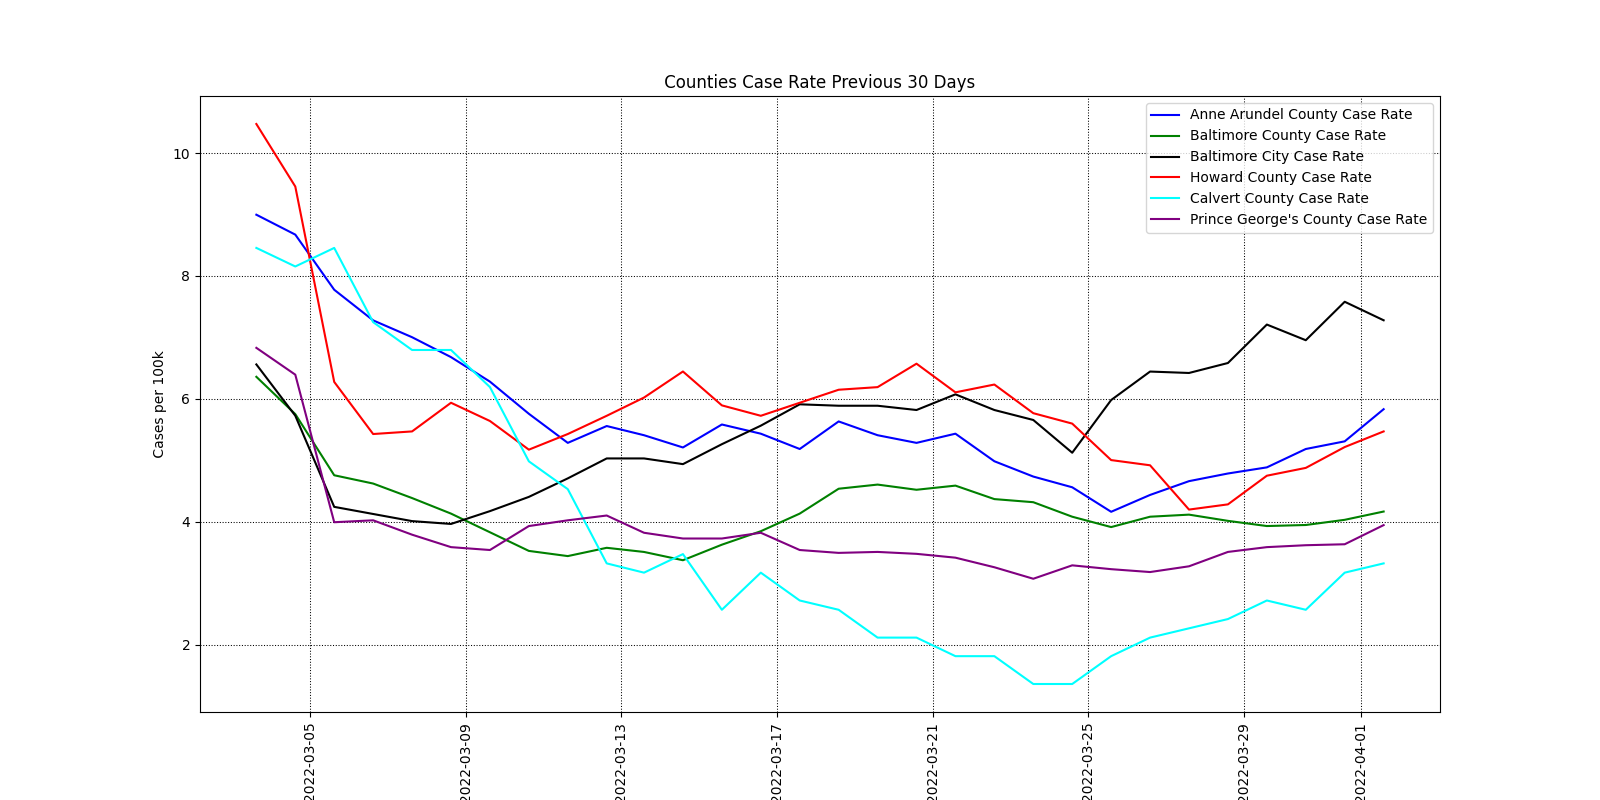 Counties Case Rate Previous 30 Days
Anne Arundel County Case Rate
Baltimore County Case Rate
Baltimore City Case Rate
Howard County Case Rate
Calvert County Case Rate
Prince George's County Case Rate
Cases per 100k
10
8
6
4
2
2022-03-05
2022-03-09
2022-03-13
2022-03-17
2022-03-21
2022-03-25
2022-03-29
2022-04-01